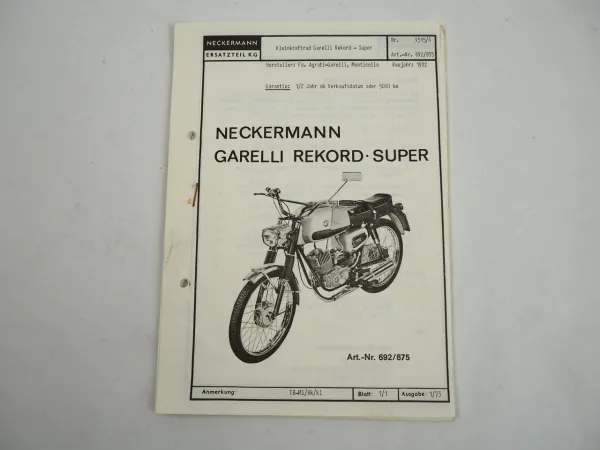 NECKERMANN
ERSATZTEIL KG
Kleinkraftrad Garelli Rekord - Super
Nr. 3515/4
Art.-Nr. 692/875
Hersteller: Fa. Agrati-Garelli, Monticello
Baujahr: 1972
Garantie: 1/2 Jahr ab Verkaufsdatum oder 5000 km
NECKERMANN
GARELLI REKORD·SUPER
Art.-Nr. 692/875
Anmerkung:
Blatt: 1/1
Ausgabe: 1/73